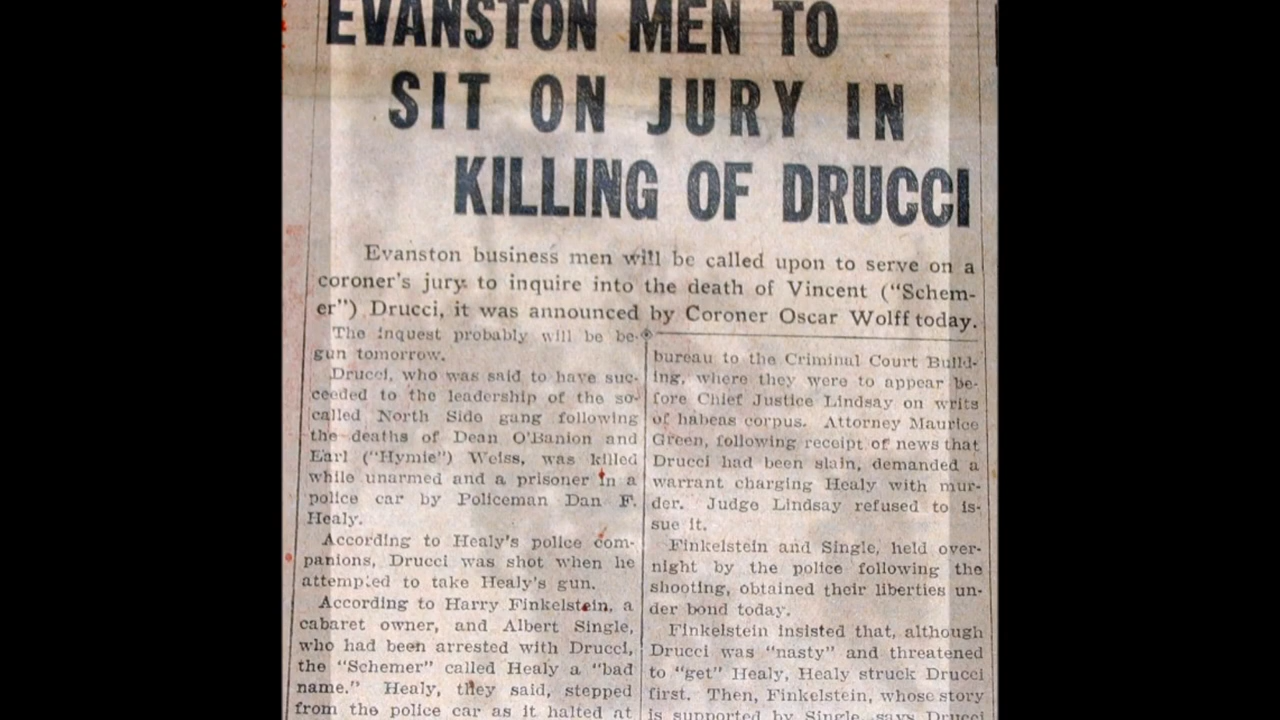 EVANSTON MEN TO
SIT ON JURY IN
KILLING OF DRUCCI
Evanston business men will be called upon to serve on a
coroner's jury to inquire into the death of Vincent ("Schem-
er") Drucci, it was announced by Coroner Oscar Wolff today.
The inquest probably will be be-
gun tomorrow.
Drucci, who was said to have suc-
ceeded to the leadership of the so-
called North Side gang following
the deaths of Dean O'Banion and
Earl ("Hymie") Weiss, was killed
while unarmed and a prisoner in a
police car by Policeman Dan F.
Healy.
According to Healy's police com-
panions, Drucci was shot when he
attempted to take Healy's gun.
According to Harry Finkelstein, a
cabaret owner, and Albert Single,
who had been arrested with Drucci,
the "Schemer" called Healy a "bad
name." Healy, they said, stepped
from the police car as it halted at
bureau to the Criminal Court Build-
ing, where they were to appear be-
fore Chief Justice Lindsay on writs
of habeas corpus. Attorney Maurice
Green, following receipt of news that
Drucci had been slain, demanded a
warrant charging Healy with mur-
der. Judge Lindsay refused to is-
sue it.
Finkelstein and Single, held over-
night by the police following the
shooting, obtained their liberties un-
der bond today.
Finkelstein insisted that, although
Drucci was "nasty" and threatened
to "get" Healy, Healy struck Drucci
first. Then, Finkelstein, whose story
is supported by Single, says Drucci